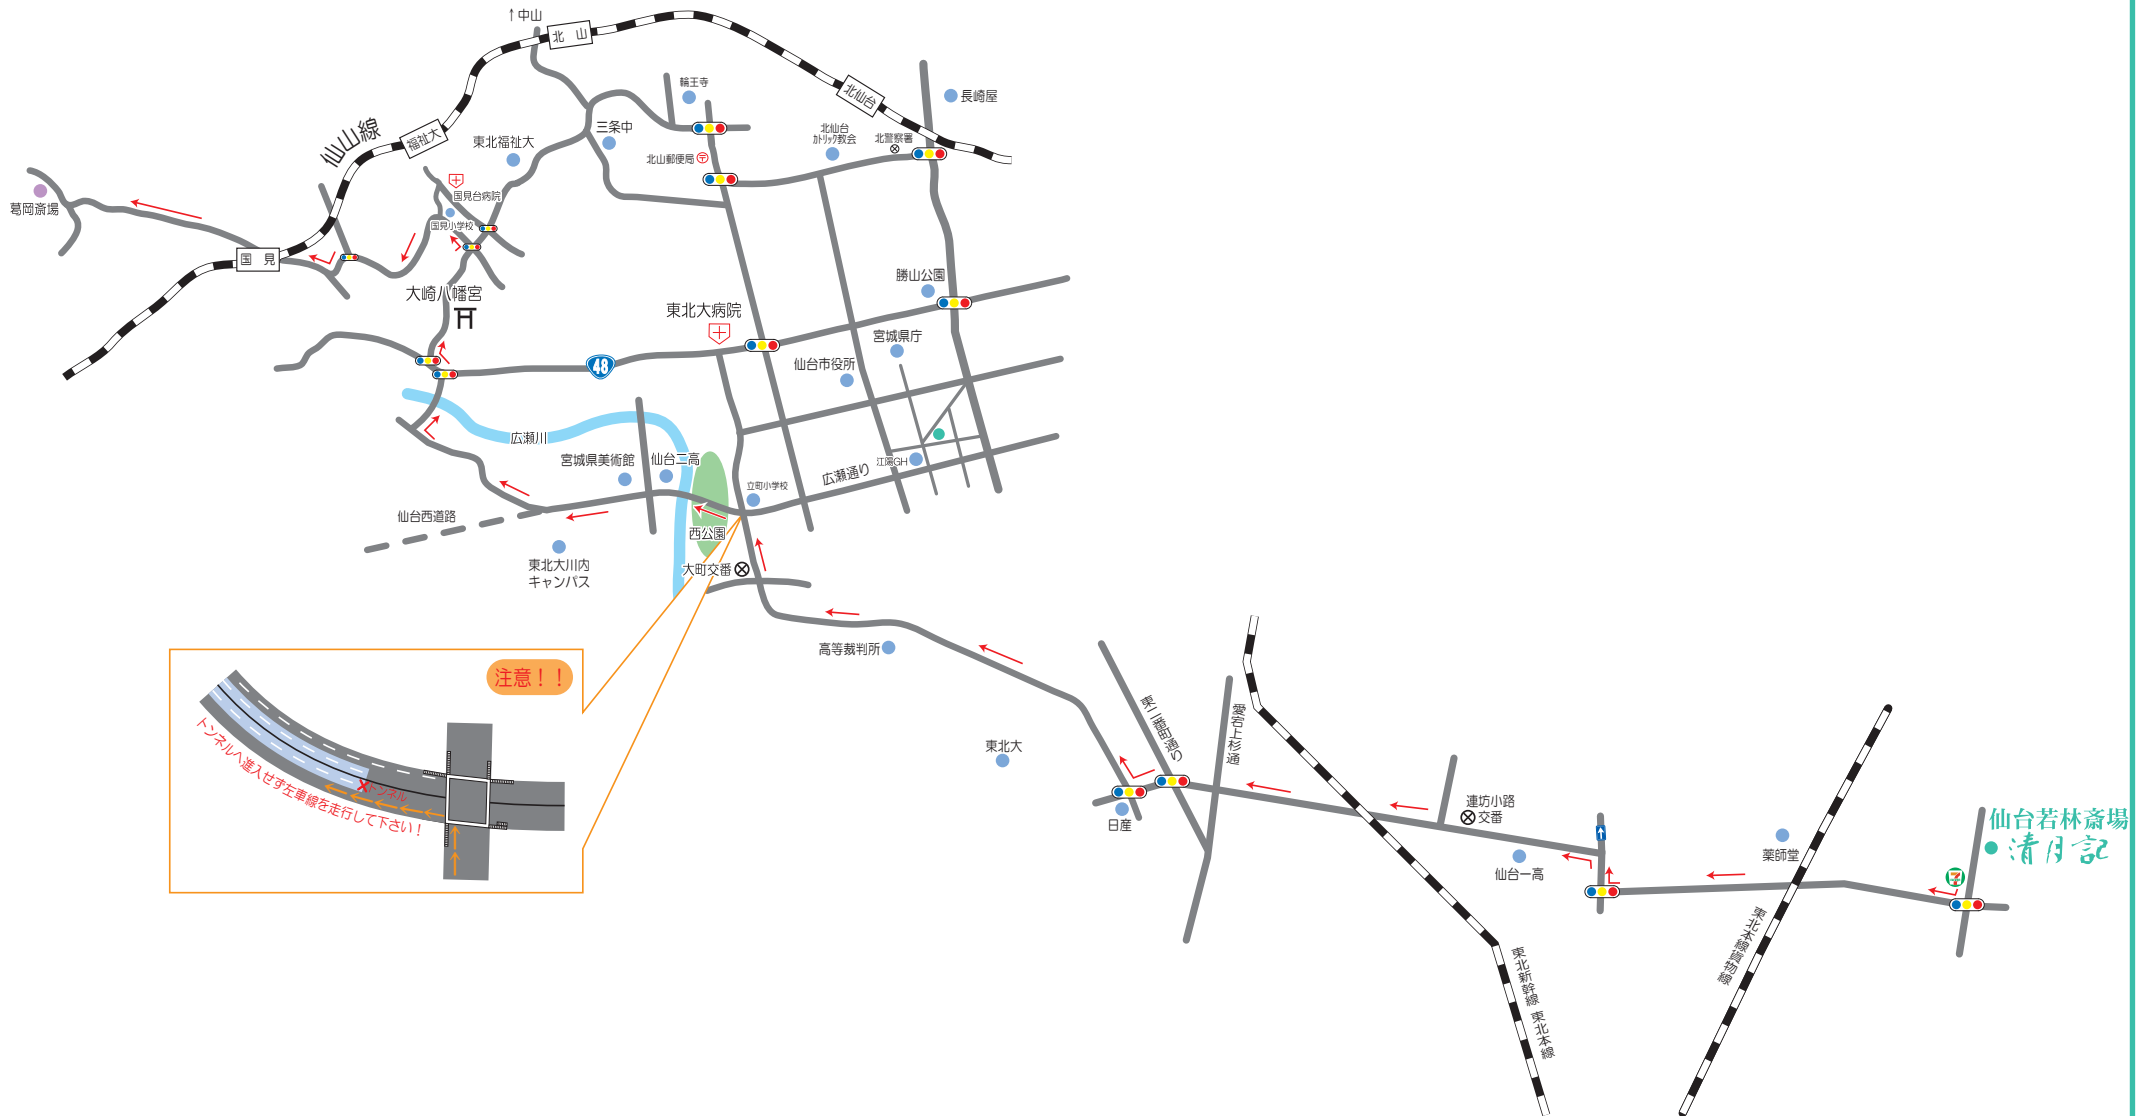 ↑中山
北 山
輪王寺
北仙台
長崎屋
仙山線
福祉大
東北福祉大
三条中
北山郵便局
〒
北仙台
カトリック教会
北警察署
葛岡斎場
国見台病院
国見小学校
国 見
大崎八幡宮
東北大病院
勝山公園
宮城県庁
仙台市役所
48
広瀬川
宮城県美術館
仙台二高
立町小学校
広瀬通り
江陽GH
仙台西道路
西公園
東北大川内
キャンパス
大町交番
高等裁判所
注意！！
トンネルへ進入せず左車線を走行して下さい！
トンネル
東二番町通り
愛宕上杉通
東北大
日産
連坊小路
交番
仙台一高
薬師堂
仙台若林斎場
清月記
7
東北本線貨物線
東北新幹線 東北本線